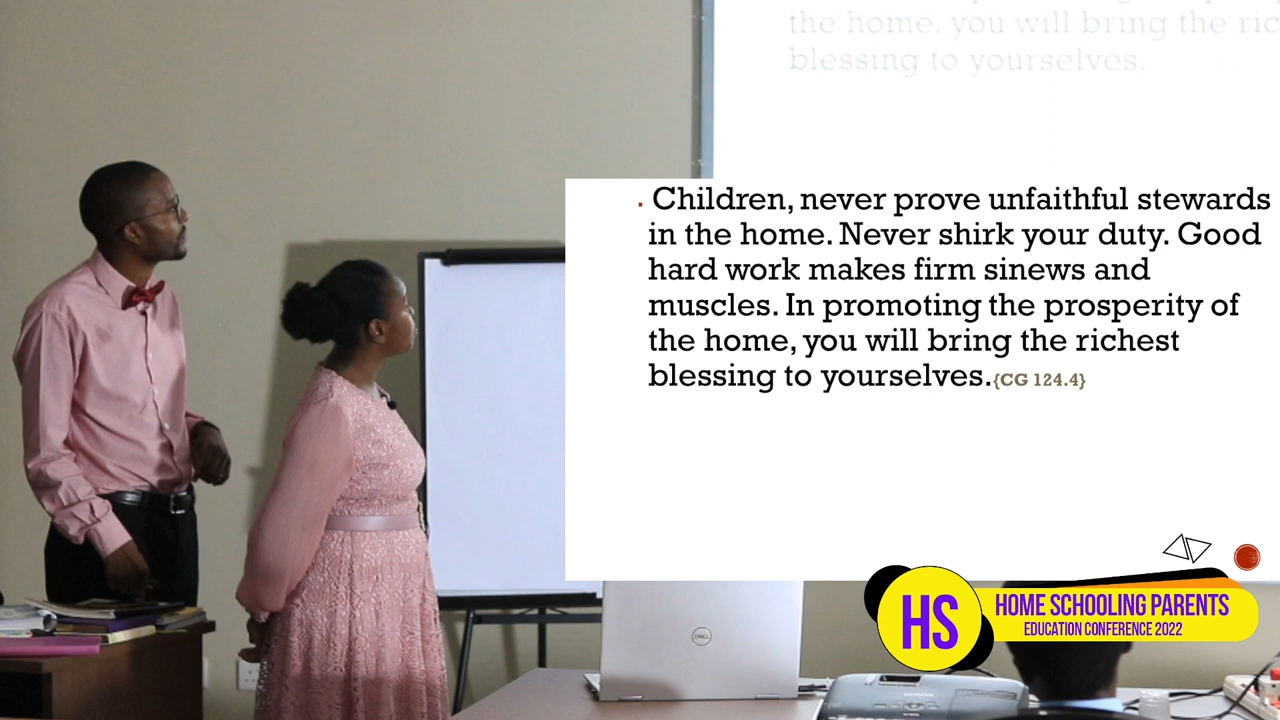 the home, you will bring the ric
blessing to yourselves.
Children, never prove unfaithful stewards
in the home. Never shirk your duty. Good
hard work makes firm sinews and
muscles. In promoting the prosperity of
the home, you will bring the richest
blessing to yourselves.{CG 124.4}
HS
HOME SCHOOLING PARENTS
EDUCATION CONFERENCE 2022
DELL
EPSON